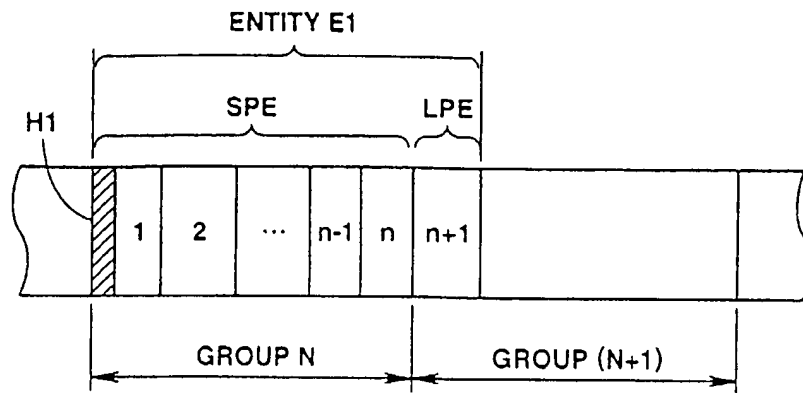 ENTITY E1
SPE LPE
H1
1 2 ... n-1 n n+1
GROUP N GROUP (N+1)